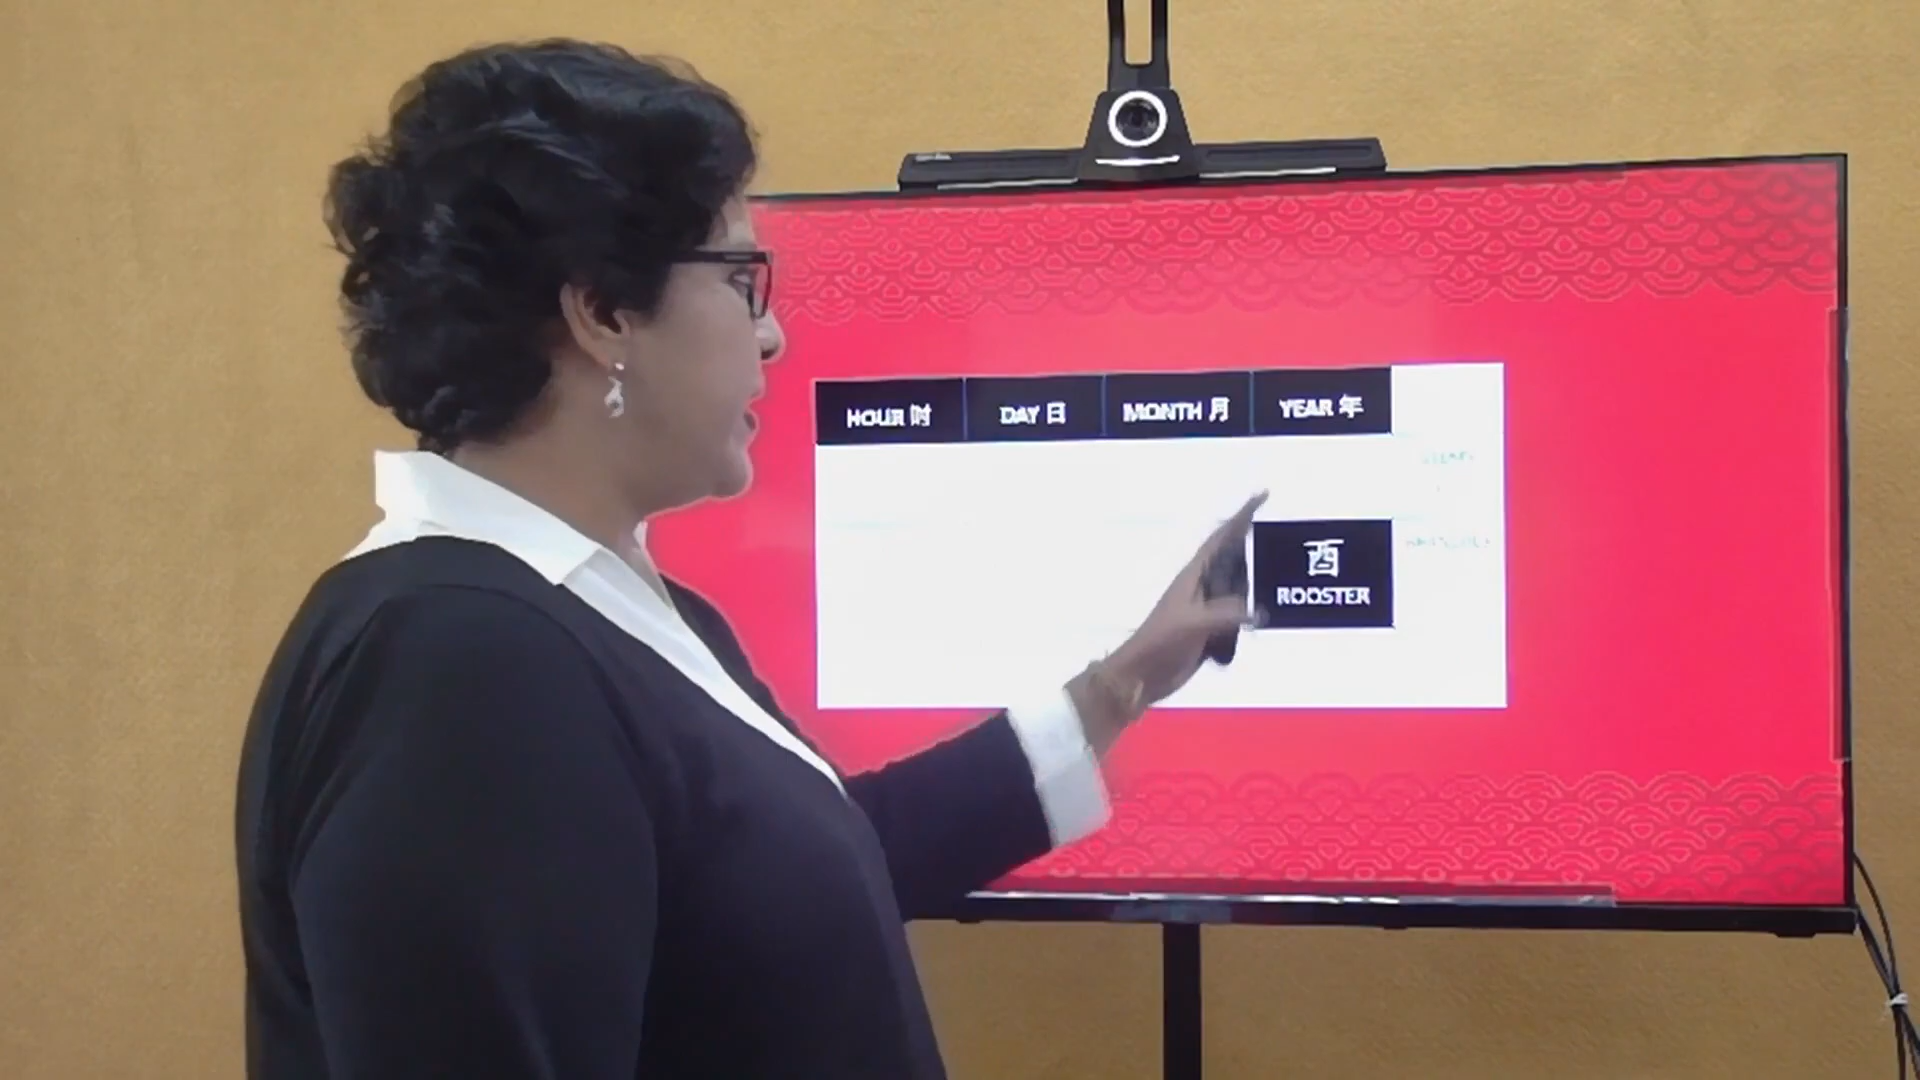 HOUR 时 DAY 日 MONTH 月 YEAR 年
酉
ROOSTER